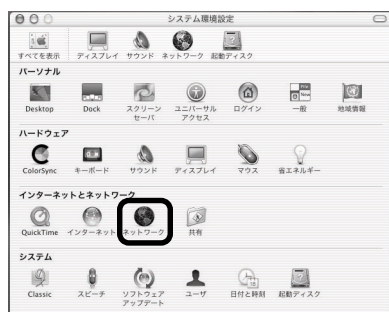 システム環境設定
すべてを表示 ディスプレイ サウンド ネットワーク 起動ディスク
パーソナル
Desktop Dock スクリーンセーバ ユニバーサルアクセス ログイン 一般 地域情報
ハードウェア
ColorSync キーボード サウンド ディスプレイ マウス 省エネルギー
インターネットとネットワーク
QuickTime インターネット ネットワーク 共有
システム
Classic スピーチ ソフトウェアアップデート ユーザ 日付と時刻 起動ディスク